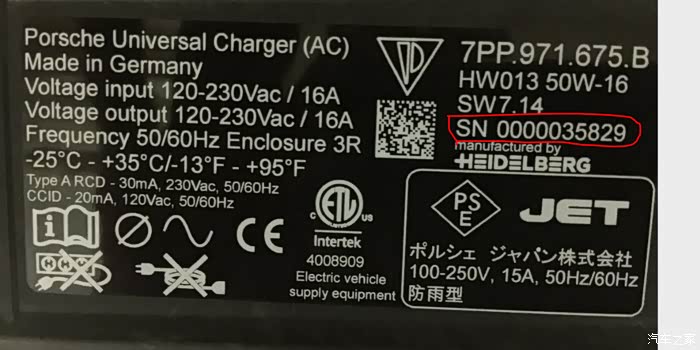 Porsche Universal Charger (AC)
Made in Germany
Voltage input 120-230Vac / 16A
Voltage output 120-230Vac / 16A
Frequency 50/60Hz Enclosure 3R
-25°C - +35°C/-13°F - +95°F
Type A RCD - 30mA, 230Vac, 50/60Hz
CCID - 20mA, 120Vac, 50/60Hz
7PP.971.675.B
HW013 50W-16
SW7.14
SN 0000035829
manufactured by
HEIDELBERG
i
CE
C ETL US
Intertek
4008909
Electric vehicle
supply equipment
PS
E
JET
ポルシェ ジャパン株式会社
100-250V, 15A, 50Hz/60Hz
防雨型
汽车之家